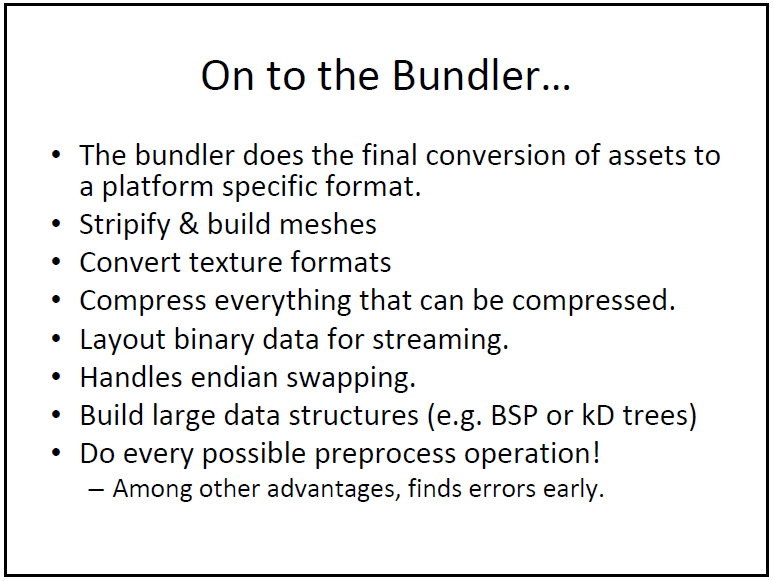 On to the Bundler…
• The bundler does the final conversion of assets to
a platform specific format.
• Stripify & build meshes
• Convert texture formats
• Compress everything that can be compressed.
• Layout binary data for streaming.
• Handles endian swapping.
• Build large data structures (e.g. BSP or kD trees)
• Do every possible preprocess operation!
– Among other advantages, finds errors early.